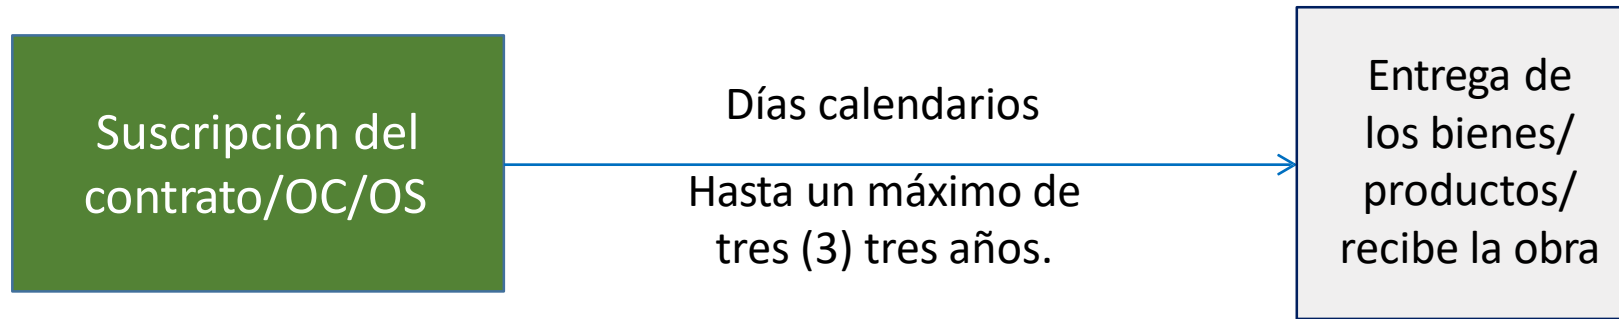 Suscripción del
contrato/OC/OS
Días calendarios
Hasta un máximo de
tres (3) tres años.
Entrega de
los bienes/
productos/
recibe la obra